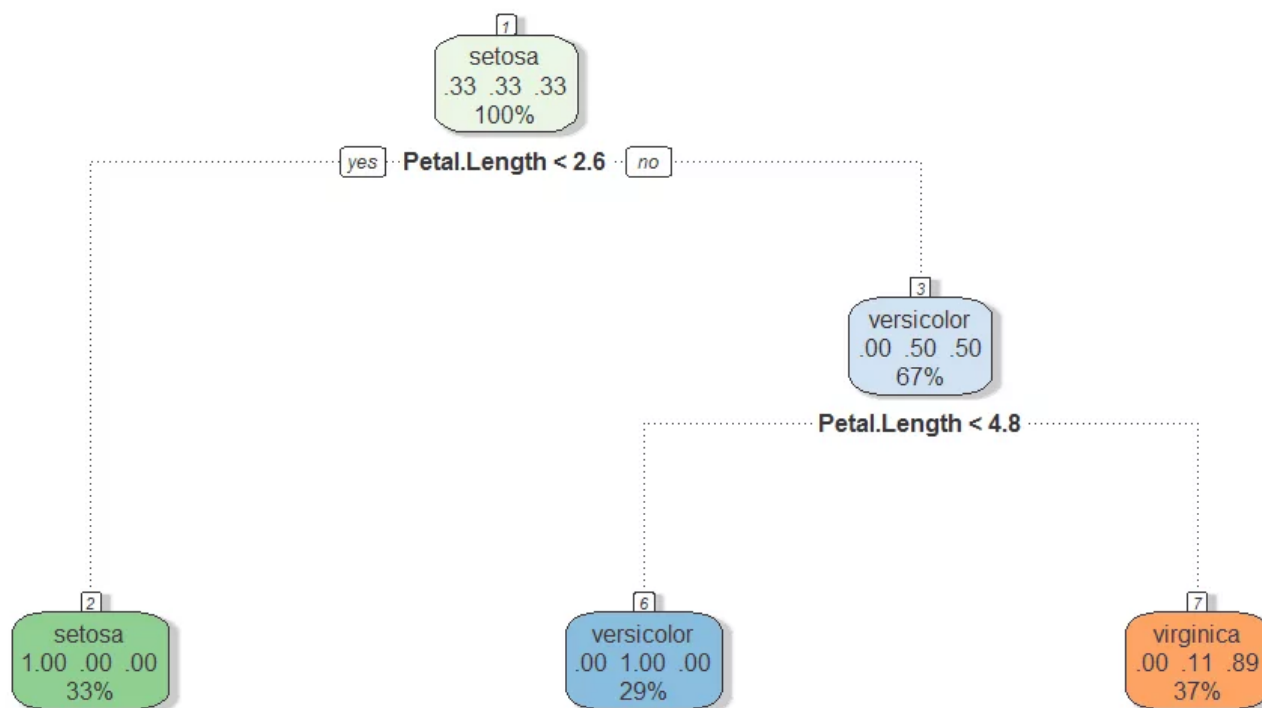 1
setosa
.33 .33 .33
100%
yes Petal.Length < 2.6 no
3
versicolor
.00 .50 .50
67%
Petal.Length < 4.8
2
setosa
1.00 .00 .00
33%
6
versicolor
.00 1.00 .00
29%
7
virginica
.00 .11 .89
37%